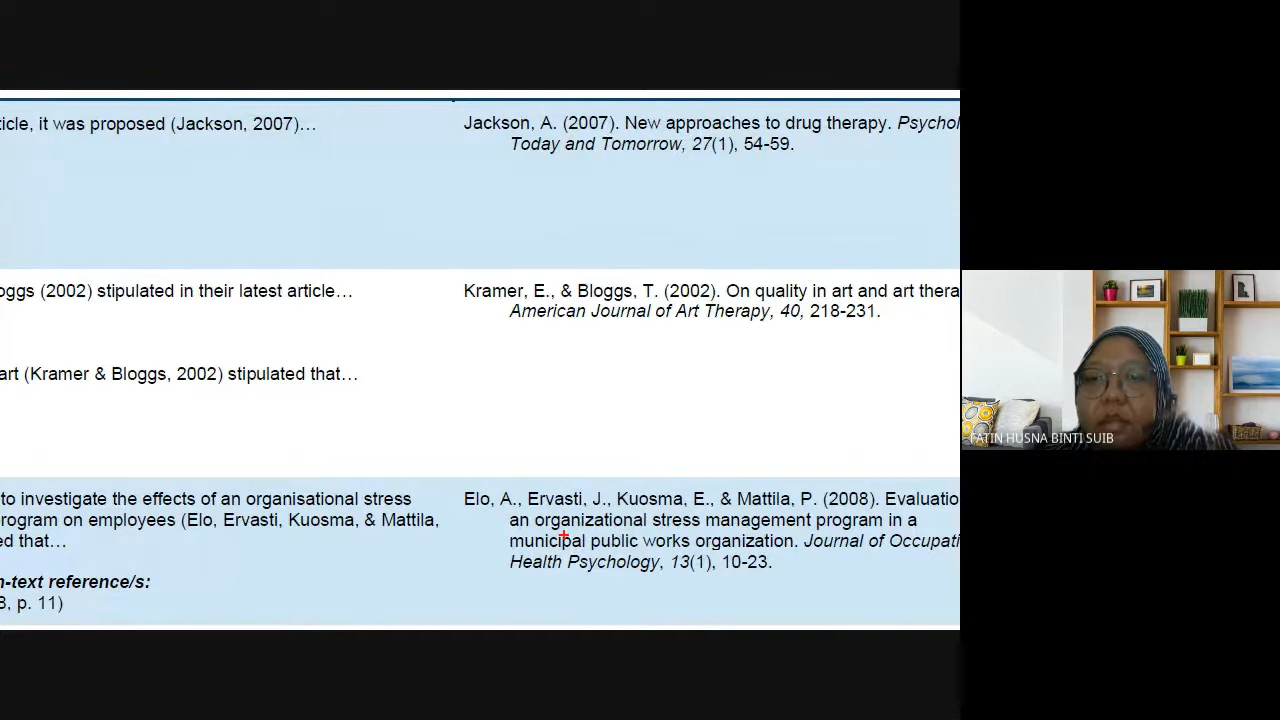 ticle, it was proposed (Jackson, 2007)…
Jackson, A. (2007). New approaches to drug therapy. Psychol
Today and Tomorrow, 27(1), 54-59.
oggs (2002) stipulated in their latest article…
Kramer, E., & Bloggs, T. (2002). On quality in art and art thera
American Journal of Art Therapy, 40, 218-231.
art (Kramer & Bloggs, 2002) stipulated that…
to investigate the effects of an organisational stress
rogram on employees (Elo, Ervasti, Kuosma, & Mattila,
ed that…
n-text reference/s:
8, p. 11)
Elo, A., Ervasti, J., Kuosma, E., & Mattila, P. (2008). Evaluatio
an organizational stress management program in a
municipal public works organization. Journal of Occupati
Health Psychology, 13(1), 10-23.
FATIN HUSNA BINTI SUIB